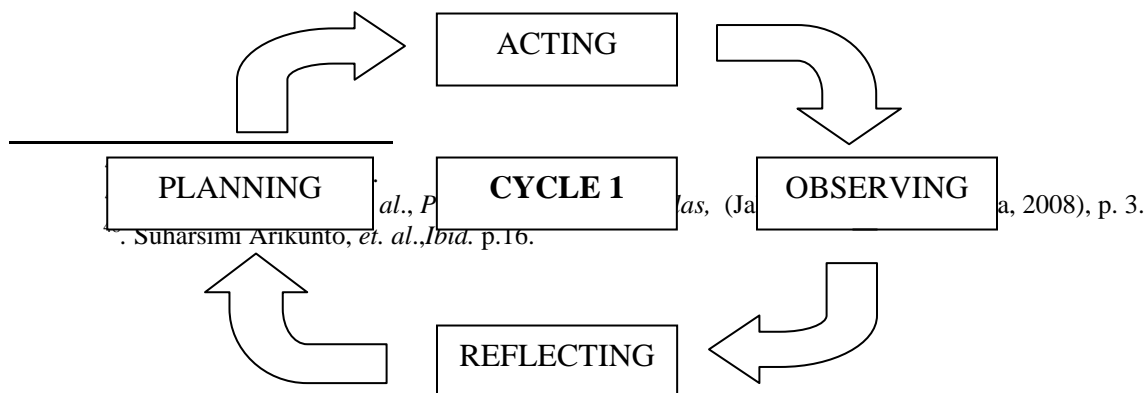 ACTING
PLANNING
CYCLE 1
OBSERVING
al., P las, (Ja a, 2008), p. 3.
. Suharsimi Arikunto, et. al.,Ibid. p.16.
REFLECTING